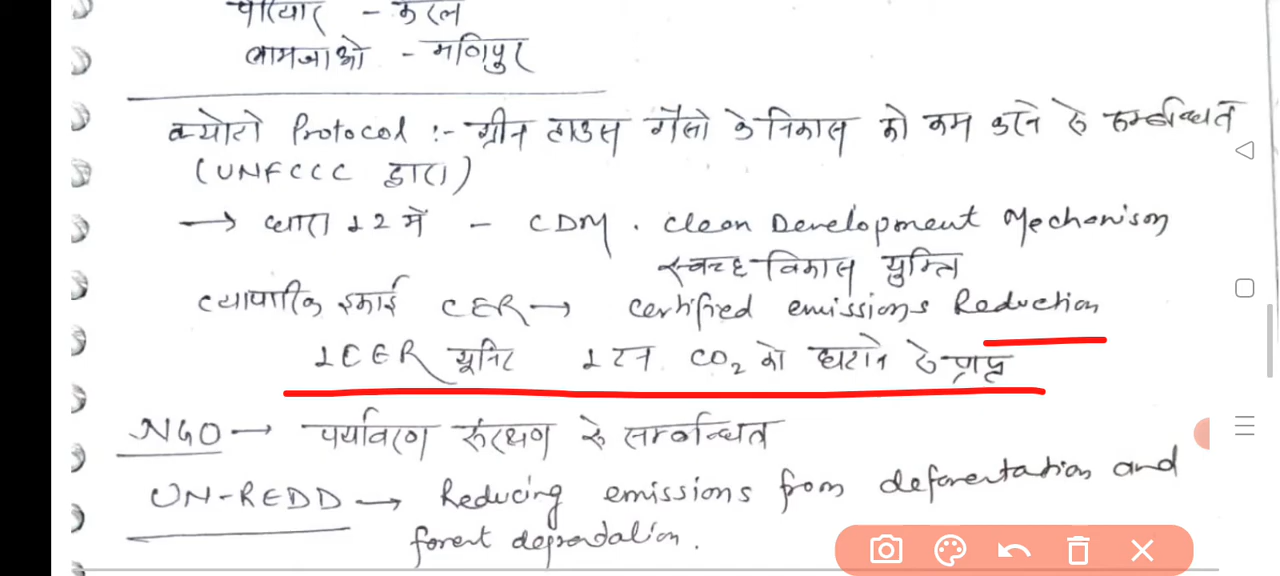 पेरियार - केरल
लामजाओ - मणिपुर
क्योटो Protocol :- ग्रीन हाउस गैसो के निकास को कम करने से सम्बन्धित
(UNFCCC द्वारा)
→ धारा 12 में - CDM . Clean Development Mechanism
स्वच्छ विकास युक्ति
व्यापारिक इकाई CER → certified emissions Reduction
1CER यूनिट 1 टन CO2 को घटाने से प्राप्त
NGO → पर्यावरण संरक्षण से सम्बन्धित
UN-REDD → Reducing emissions from deforestation and
forest degradation.